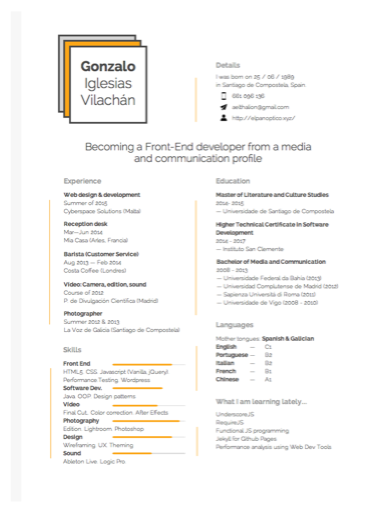 Gonzalo
Iglesias
Vilachán
Details
I was born on 25 / 06 / 1989
in Santiago de Compostela, Spain
661 096 136
aeithalion@gmail.com
http://elpanoptico.xyz/
Becoming a Front-End developer from a media
and communication profile
Experience
Web design & development
Summer of 2015
Cyberspace Solutions (Malta)
Reception desk
Mar—Jun 2014
Mia Casa (Arles, Francia)
Barista (Customer Service)
Aug 2013 — Feb 2014
Costa Coffee (Londres)
Video: Camera, edition, sound
Course of 2012
P. de Divulgación Científica (Madrid)
Photographer
Summer 2012 & 2013
La Voz de Galicia (Santiago de Compostela)
Skills
Front End
HTML5. CSS. Javascript (Vanilla, jQuery)
Performance Testing. Wordpress
Software Dev.
Java. OOP. Design patterns
Video
Final Cut. Color correction. After Effects
Photography
Edition. Lightroom. Photoshop
Design
Wireframing. UX. Theming.
Sound
Ableton Live. Logic Pro
Education
Master of Literature and Culture Studies
2014- 2015
— Universidade de Santiago de Compostela
Higher Technical Certificate in Software
Development
2014 - 2017
— Instituto San Clemente
Bachelor of Media and Communication
2008 - 2013
— Universidade Federal da Bahia (2013)
— Universidad Complutense de Madrid (2012)
— Sapienza Università di Roma (2011)
— Universidade de Vigo (2008 - 2010)
Languages
Mother tongues: Spanish & Galician
English — C1
Portuguese — B2
Italian — B2
French — B1
Chinese — A1
What I am learning lately...
UnderscoreJS
RequireJS
Functional JS programming
Jekyll for Github Pages
Performance analysis using Web Dev Tools